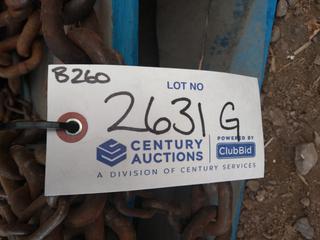 B260
LOT NO
2631 G
CENTURY AUCTIONS
POWERED BY ClubBid
A DIVISION OF CENTURY SERVICES